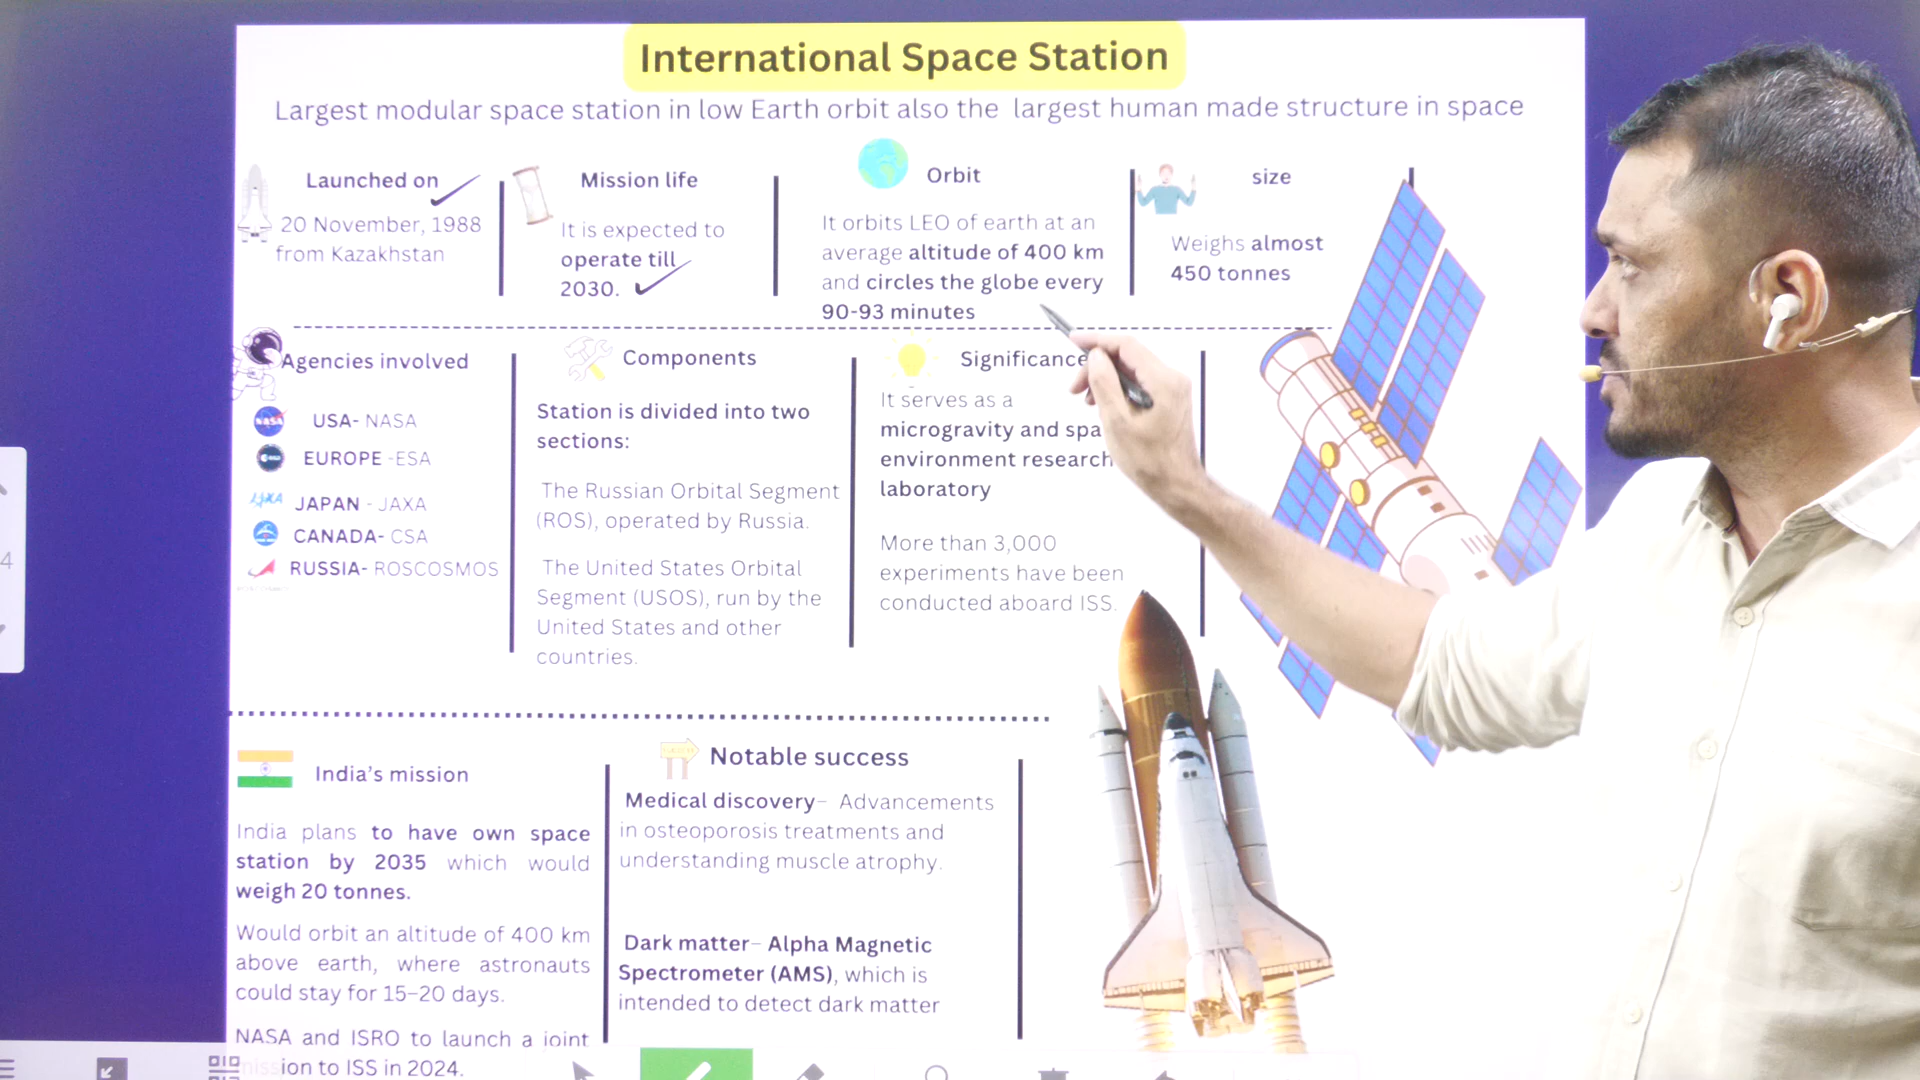 International Space Station
Largest modular space station in low Earth orbit also the largest human made structure in space
Launched on
20 November, 1988
from Kazakhstan
Mission life
It is expected to
operate till
2030.
Orbit
It orbits LEO of earth at an
average altitude of 400 km
and circles the globe every
90-93 minutes
size
Weighs almost
450 tonnes
Agencies involved
NASA
USA- NASA
EUROPE -ESA
JAPAN - JAXA
CANADA- CSA
RUSSIA- ROSCOSMOS
Components
Station is divided into two
sections:
The Russian Orbital Segment
(ROS), operated by Russia.
The United States Orbital
Segment (USOS), run by the
United States and other
countries.
Significance
It serves as a
microgravity and spa
environment research
laboratory
More than 3,000
experiments have been
conducted aboard ISS.
India's mission
India plans to have own space
station by 2035 which would
weigh 20 tonnes.
Would orbit an altitude of 400 km
above earth, where astronauts
could stay for 15-20 days.
NASA and ISRO to launch a joint
mission to ISS in 2024.
Notable success
Medical discovery– Advancements
in osteoporosis treatments and
understanding muscle atrophy.
Dark matter– Alpha Magnetic
Spectrometer (AMS), which is
intended to detect dark matter
4